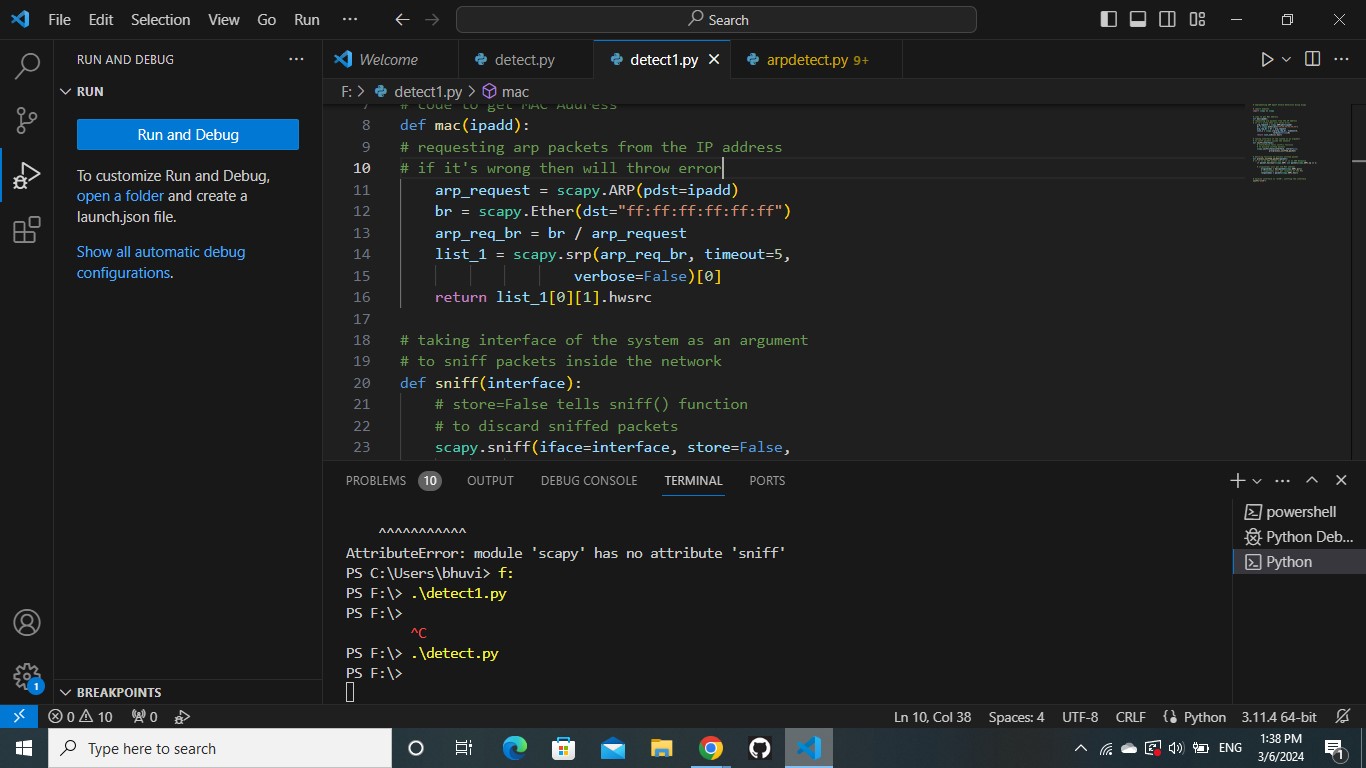 File Edit Selection View Go Run ··· Search
RUN AND DEBUG ···
RUN
Run and Debug
To customize Run and Debug,
open a folder and create a
launch.json file.
Show all automatic debug
configurations.
BREAKPOINTS
Welcome detect.py detect1.py arpdetect.py 9+
F: > detect1.py > mac
7 # code to get MAC Address
8 def mac(ipadd):
9 # requesting arp packets from the IP address
10 # if it's wrong then will throw error
11 arp_request = scapy.ARP(pdst=ipadd)
12 br = scapy.Ether(dst="ff:ff:ff:ff:ff:ff")
13 arp_req_br = br / arp_request
14 list_1 = scapy.srp(arp_req_br, timeout=5,
15 verbose=False)[0]
16 return list_1[0][1].hwsrc
17
18 # taking interface of the system as an argument
19 # to sniff packets inside the network
20 def sniff(interface):
21 # store=False tells sniff() function
22 # to discard sniffed packets
23 scapy.sniff(iface=interface, store=False,
PROBLEMS 10 OUTPUT DEBUG CONSOLE TERMINAL PORTS
^^^^^^^^^^^
AttributeError: module 'scapy' has no attribute 'sniff'
PS C:\Users\bhuvi> f:
PS F:\> .\detect1.py
PS F:\>
^C
PS F:\> .\detect.py
PS F:\>
powershell
Python Deb...
Python
1
0 10 0 Ln 10, Col 38 Spaces: 4 UTF-8 CRLF Python 3.11.4 64-bit
Type here to search
ENG
1:38 PM
3/6/2024
1